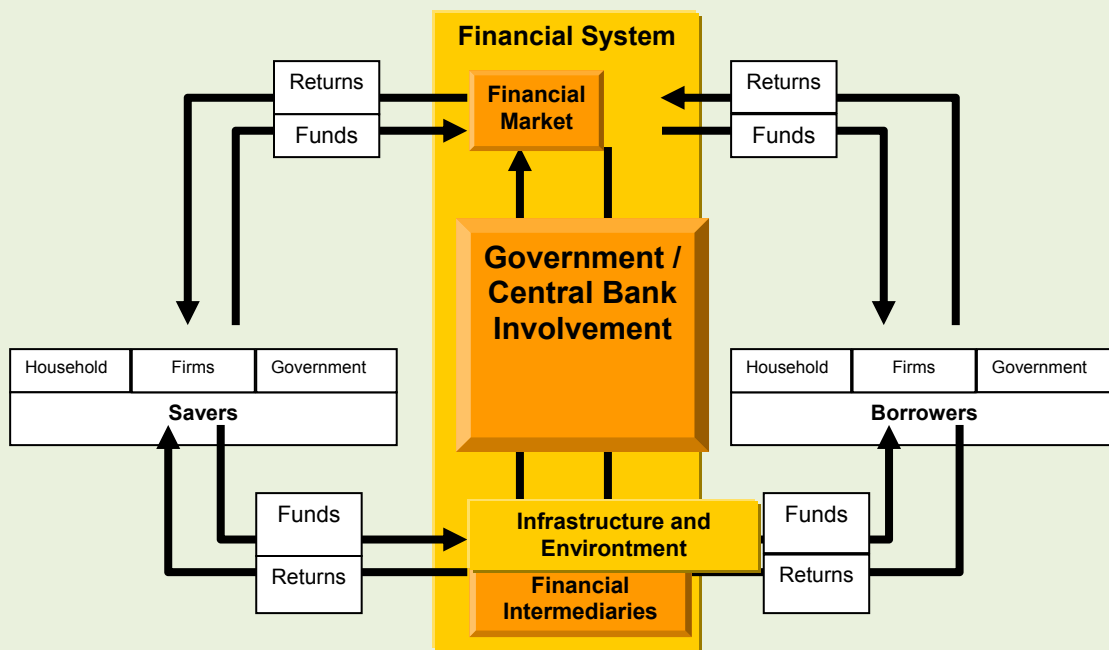 Financial System
Returns
Funds
Financial
Market
Returns
Funds
Government /
Central Bank
Involvement
Household
Firms
Government
Savers
Household
Firms
Government
Borrowers
Funds
Returns
Infrastructure and
Environtment
Financial
Intermediaries
Funds
Returns